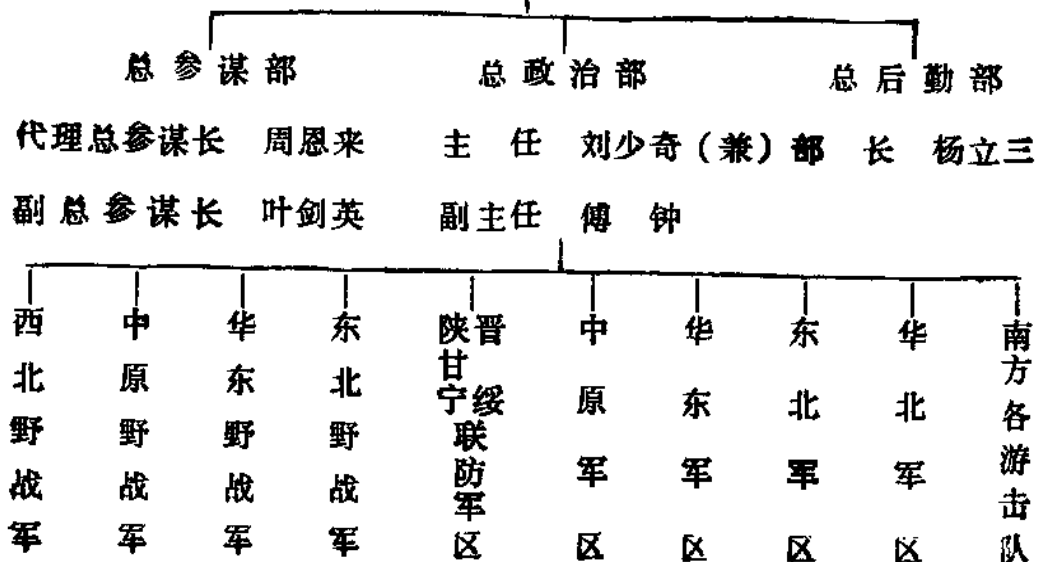 总参谋部 总政治部 总后勤部
代理总参谋长 周恩来 主任 刘少奇（兼）部长 杨立三
副总参谋长 叶剑英 副主任 傅钟
西北野战军
中原野战军
华东野战军
东北野战军
陕甘宁晋绥联防军区
中原军区
华东军区
东北军区
华北军区
南方各游击队